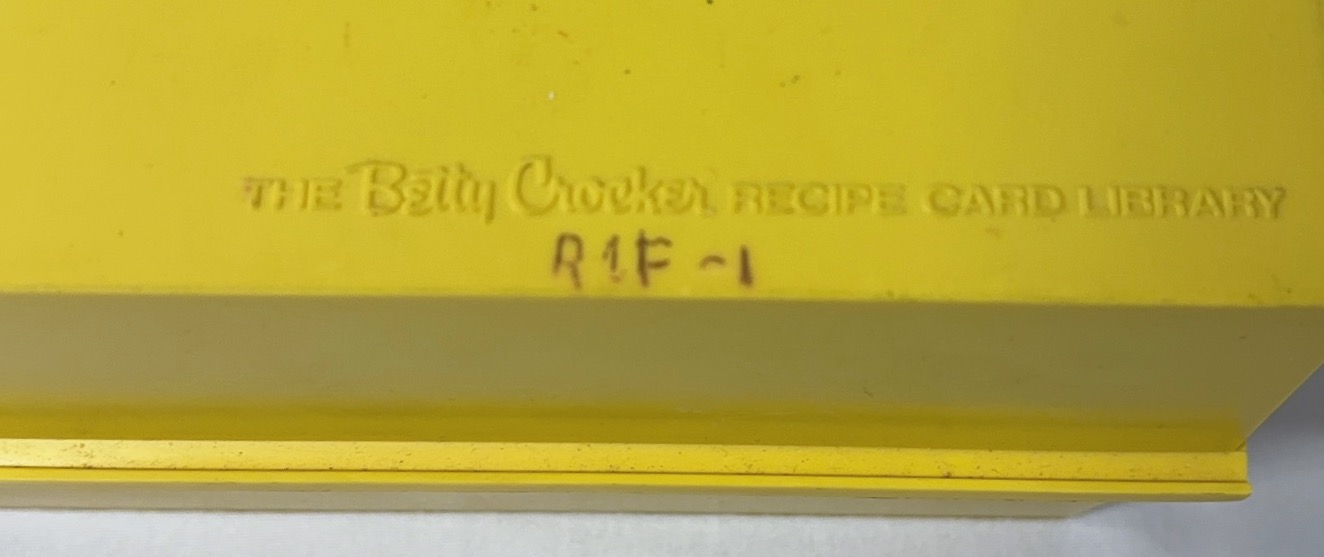 THE Betty Crocker RECIPE CARD LIBRARY
R1F-1